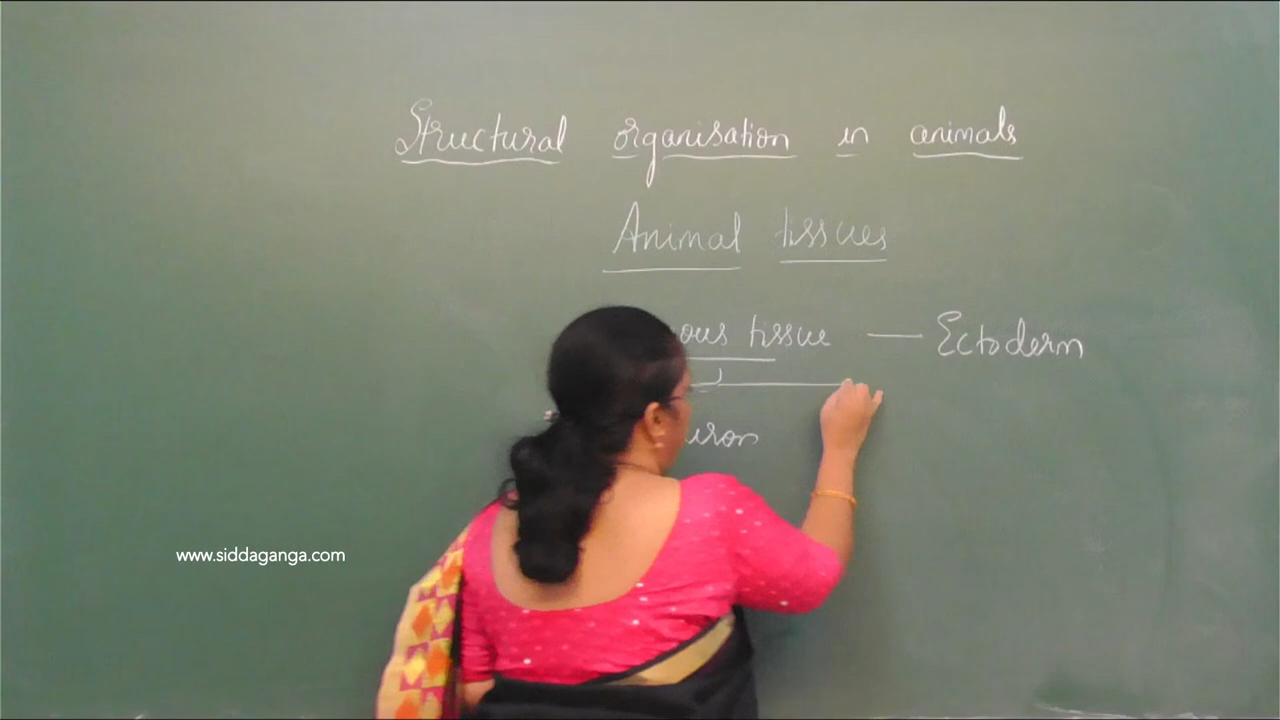 Structural organisation in animals
Animal tissues
ous tissue — Ectoderm
uron
www.siddaganga.com